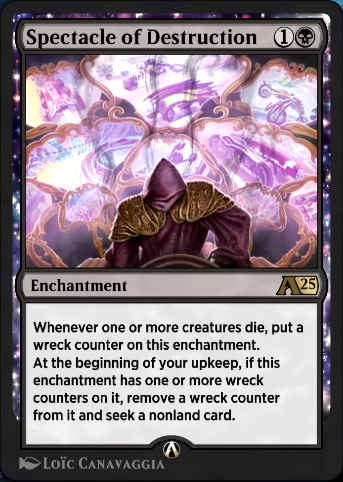 Spectacle of Destruction 1
Enchantment A25
Whenever one or more creatures die, put a
wreck counter on this enchantment.
At the beginning of your upkeep, if this
enchantment has one or more wreck
counters on it, remove a wreck counter
from it and seek a nonland card.
Loïc Canavaggia